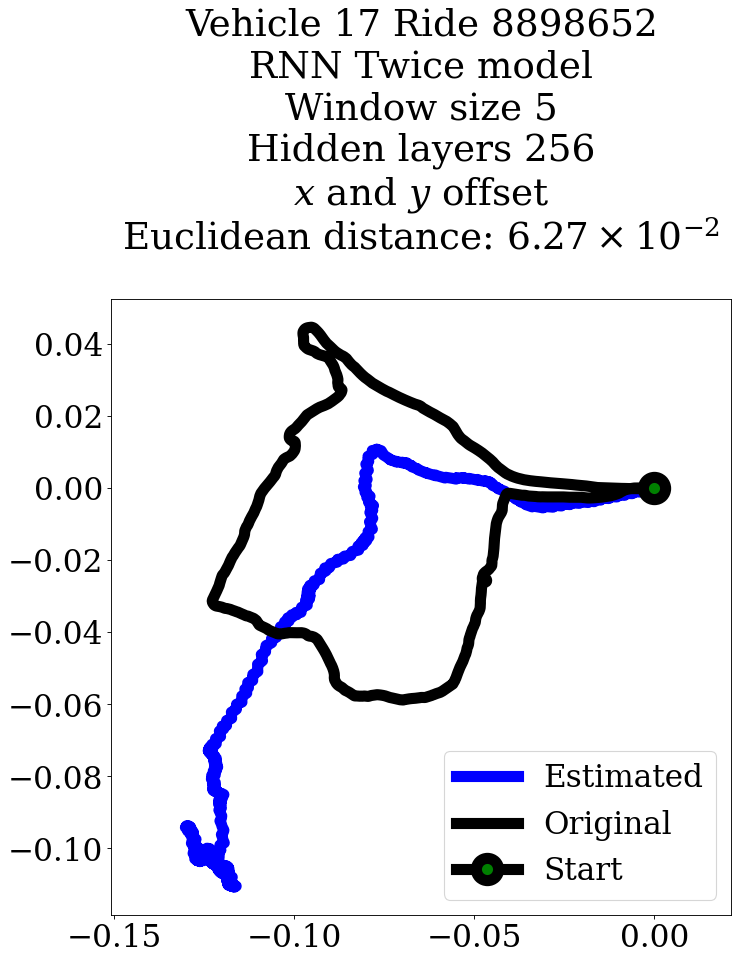 Vehicle 17 Ride 8898652
RNN Twice model
Window size 5
Hidden layers 256
x and y offset
Euclidean distance: 6.27 × 10⁻²
0.04
0.02
0.00
−0.02
−0.04
−0.06
−0.08
−0.10
Estimated
Original
Start
−0.15 −0.10 −0.05 0.00